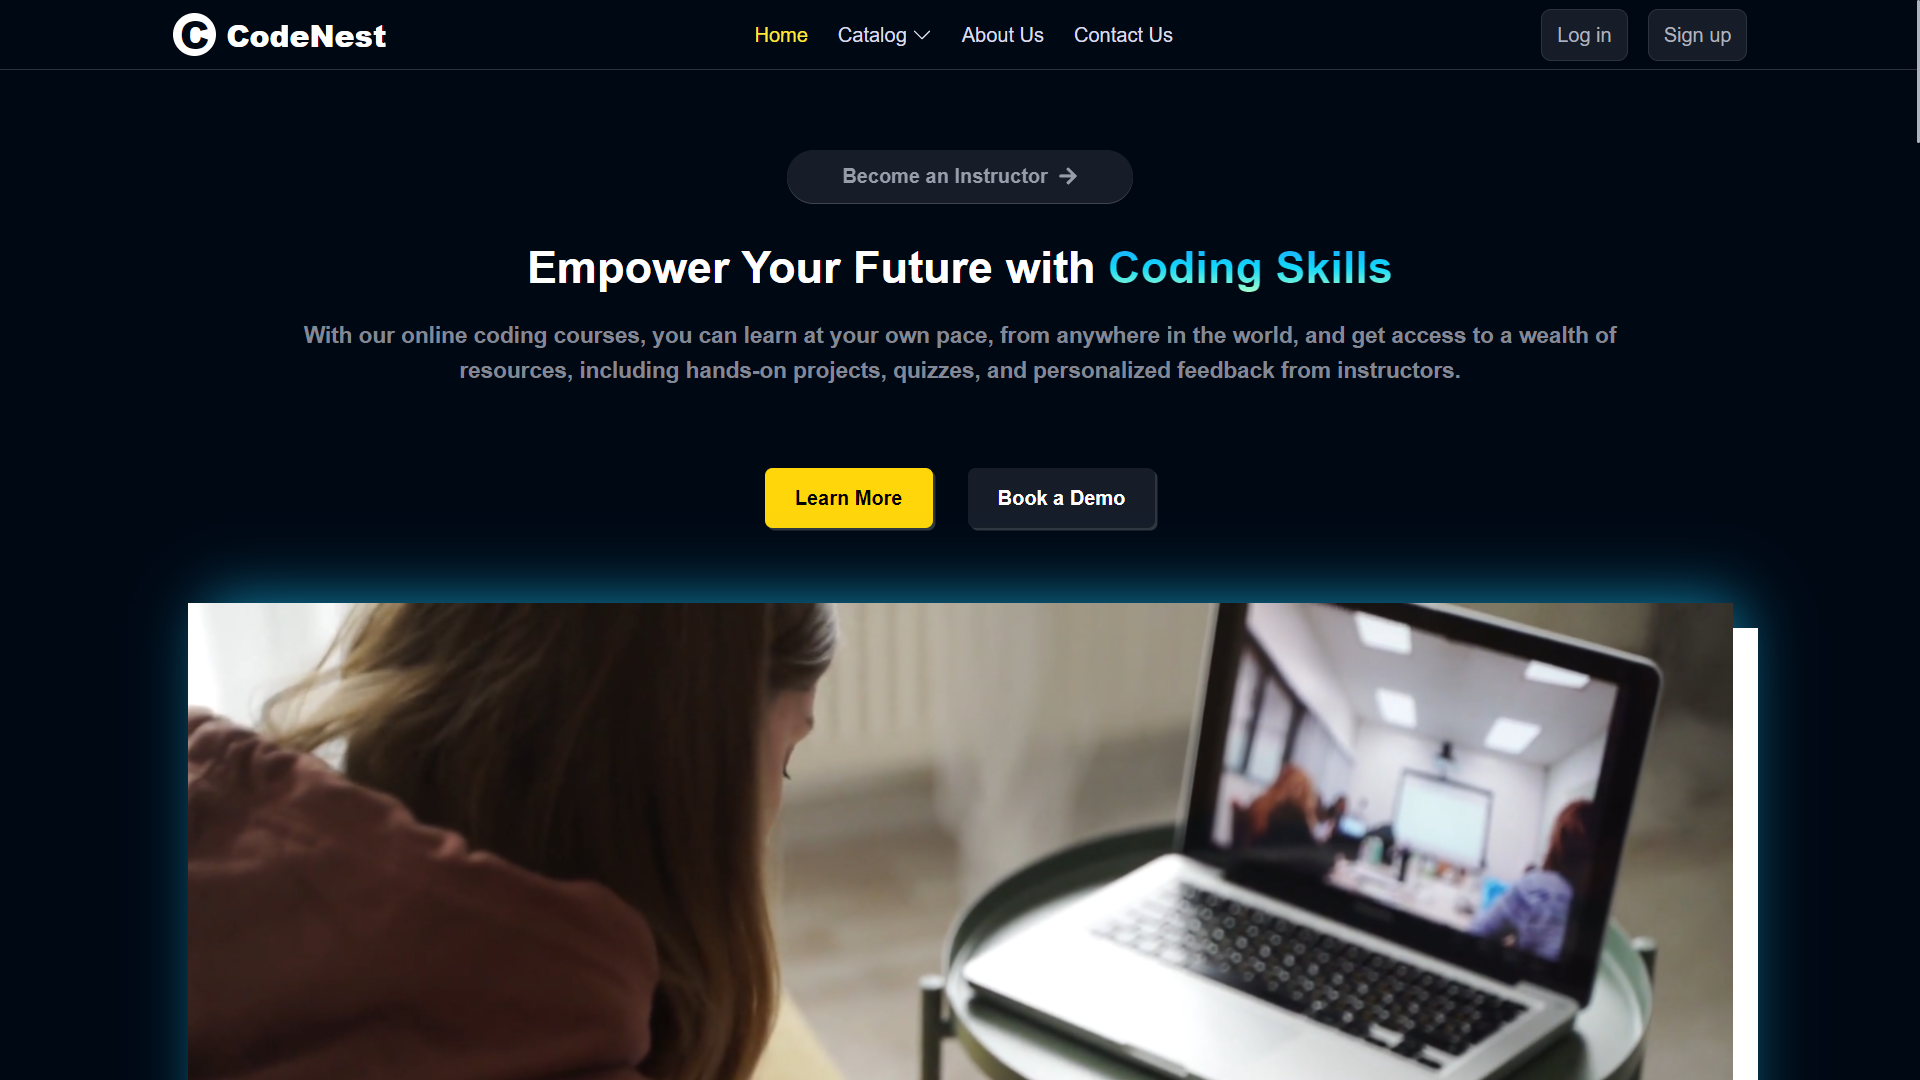 C CodeNest
Home Catalog About Us Contact Us
Log in Sign up
Become an Instructor
Empower Your Future with Coding Skills
With our online coding courses, you can learn at your own pace, from anywhere in the world, and get access to a wealth of
resources, including hands-on projects, quizzes, and personalized feedback from instructors.
Learn More Book a Demo